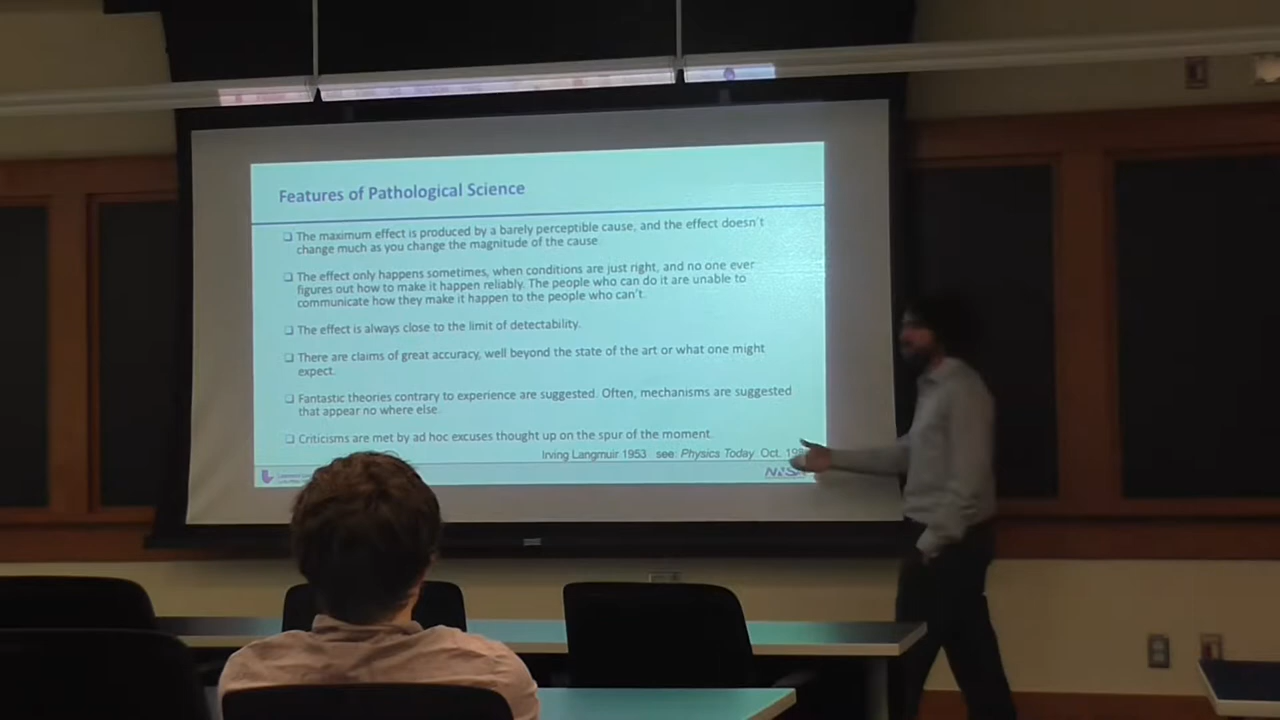 Features of Pathological Science
❑ The maximum effect is produced by a barely perceptible cause, and the effect doesn't
change much as you change the magnitude of the cause
❑ The effect only happens sometimes, when conditions are just right, and no one ever
figures out how to make it happen reliably. The people who can do it are unable to
communicate how they make it happen to the people who can't.
❑ The effect is always close to the limit of detectability.
❑ There are claims of great accuracy, well beyond the state of the art or what one might
expect.
❑ Fantastic theories contrary to experience are suggested. Often, mechanisms are suggested
that appear no where else.
❑ Criticisms are met by ad hoc excuses thought up on the spur of the moment.
Irving Langmuir 1953 see: Physics Today Oct.